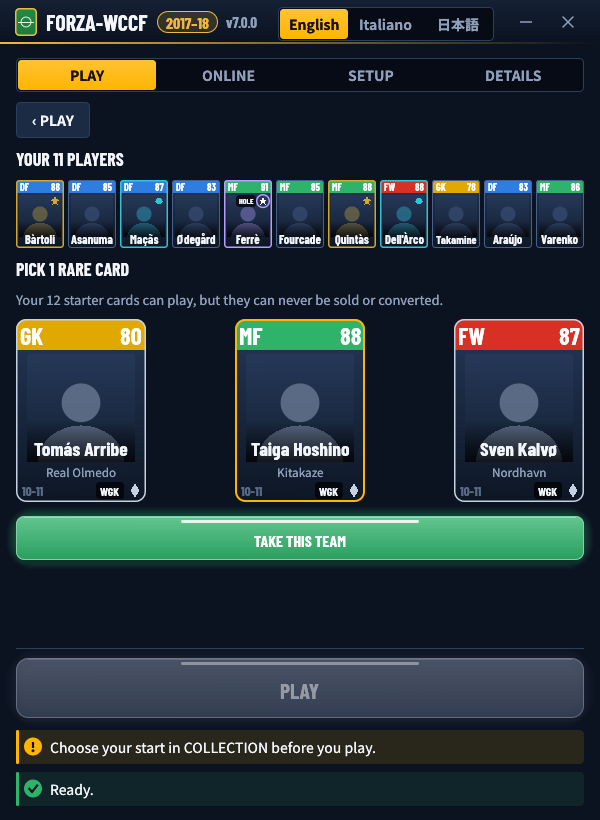 FORZA-WCCF 2017-18 v7.0.0 English Italiano 日本語
PLAY ONLINE SETUP DETAILS
‹ PLAY
YOUR 11 PLAYERS
DF 88 DF 85 DF 87 DF 83 MF 91 MF 85 MF 88 FW 88 GK 78 DF 83 MF 86
HOLE
Bàrtoli Asanuma Maçãs Ødegård Ferrè Fourcade Quintàs Dell'Àrco Takamine Araújo Varenko
PICK 1 RARE CARD
Your 12 starter cards can play, but they can never be sold or converted.
GK 80 MF 88 FW 87
Tomás Arribe Taiga Hoshino Sven Kalvø
Real Olmedo Kitakaze Nordhavn
10-11 WGK 10-11 WGK 10-11 WGK
TAKE THIS TEAM
PLAY
Choose your start in COLLECTION before you play.
Ready.